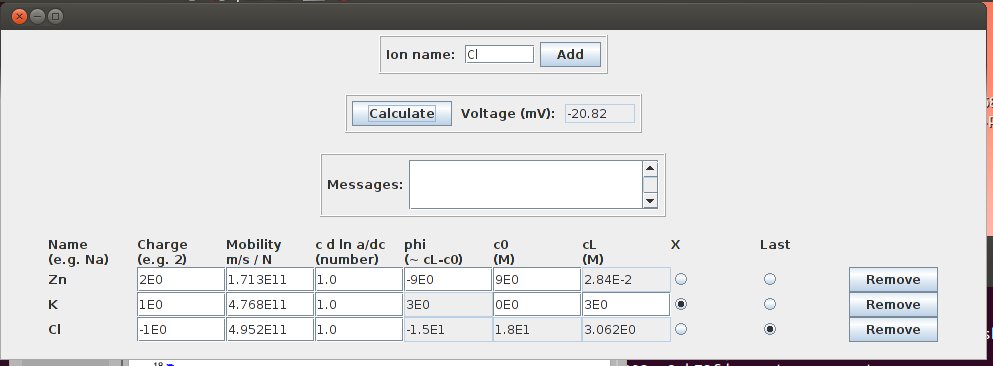 Ion name: Cl Add
Calculate Voltage (mV): -20.82
Messages:
Name Charge Mobility c d ln a/dc phi c0 cL X Last
(e.g. Na) (e.g. 2) m/s / N (number) (~ cL-c0) (M) (M)
Zn 2E0 1.713E11 1.0 -9E0 9E0 2.84E-2 Remove
K 1E0 4.768E11 1.0 3E0 0E0 3E0 Remove
Cl -1E0 4.952E11 1.0 -1.5E1 1.8E1 3.062E0 Remove